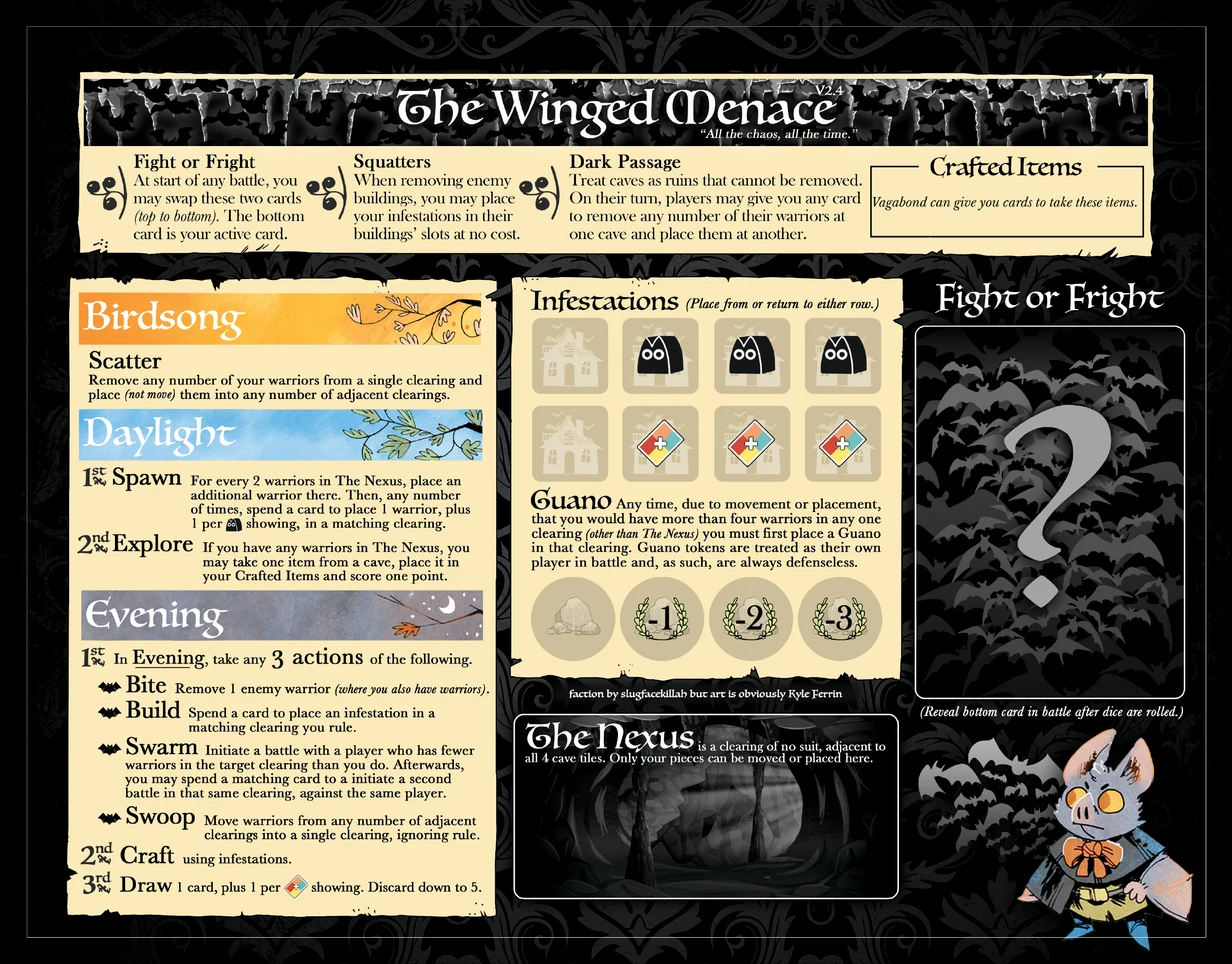 The Winged Menace
V2.4
“All the chaos, all the time.”
Fight or Fright
At start of any battle, you
may swap these two cards
(top to bottom). The bottom
card is your active card.
Squatters
When removing enemy
buildings, you may place
your infestations in their
buildings’ slots at no cost.
Dark Passage
Treat caves as ruins that cannot be removed.
On their turn, players may give you any card
to remove any number of their warriors at
one cave and place them at another.
Crafted Items
Vagabond can give you cards to take these items.
Birdsong
Scatter
Remove any number of your warriors from a single clearing and
place (not move) them into any number of adjacent clearings.
Daylight
1st Spawn For every 2 warriors in The Nexus, place an
additional warrior there. Then, any number
of times, spend a card to place 1 warrior, plus
1 per showing, in a matching clearing.
2nd Explore If you have any warriors in The Nexus, you
may take one item from a cave, place it in
your Crafted Items and score one point.
Evening
1st In Evening, take any 3 actions of the following.
Bite Remove 1 enemy warrior (where you also have warriors).
Build Spend a card to place an infestation in a
matching clearing you rule.
Swarm Initiate a battle with a player who has fewer
warriors in the target clearing than you do. Afterwards,
you may spend a matching card to a initiate a second
battle in that same clearing, against the same player.
Swoop Move warriors from any number of adjacent
clearings into a single clearing, ignoring rule.
2nd Craft using infestations.
3rd Draw 1 card, plus 1 per showing. Discard down to 5.
Infestations (Place from or return to either row.)
Guano Any time, due to movement or placement,
that you would have more than four warriors in any one
clearing (other than The Nexus) you must first place a Guano
in that clearing. Guano tokens are treated as their own
player in battle and, as such, are always defenseless.
-1 -2 -3
faction by slugfacekillah but art is obviously Kyle Ferrin
The Nexus is a clearing of no suit, adjacent to
all 4 cave tiles. Only your pieces can be moved or placed here.
Fight or Fright
?
(Reveal bottom card in battle after dice are rolled.)